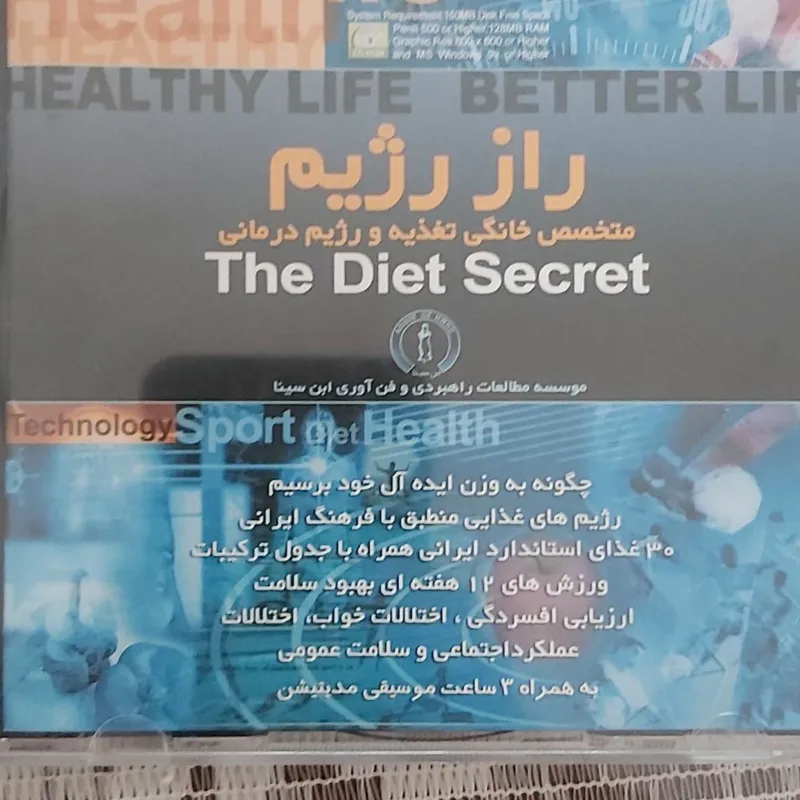 Health
HEALTHY
System Requirement 150MB Disk Free Space
Penti 500 or Higher, 128MB RAM
Graphic Res 800 x 600 or Higher
and MS Windows 9x or Higher
HEALTHY LIFE BETTER LIF
راز رژیم
متخصص خانگی تغذیه و رژیم درمانی
The Diet Secret
موسسه مطالعات راهبردی و فن آوری ابن سینا
Technology Sport Diet Health
چگونه به وزن ایده آل خود برسیم
رژیم های غذایی منطبق با فرهنگ ایرانی
۳۰ غذای استاندارد ایرانی همراه با جدول ترکیبات
ورزش های ۱۲ هفته ای بهبود سلامت
ارزیابی افسردگی ، اختلالات خواب، اختلالات
عملکرداجتماعی و سلامت عمومی
به همراه ۳ ساعت موسیقی مدیتیشن